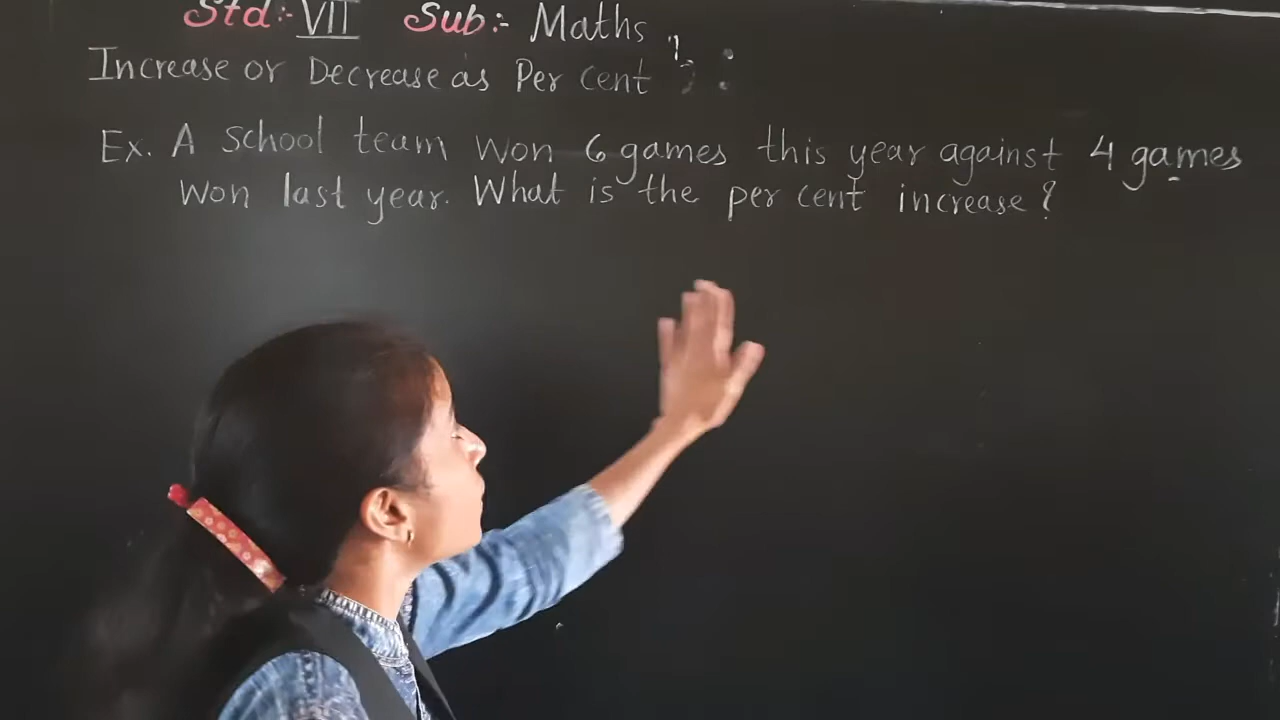 Std:- VII Sub:- Maths
Increase or Decrease as Per cent :
Ex. A school team won 6 games this year against 4 games
won last year. What is the per cent increase?